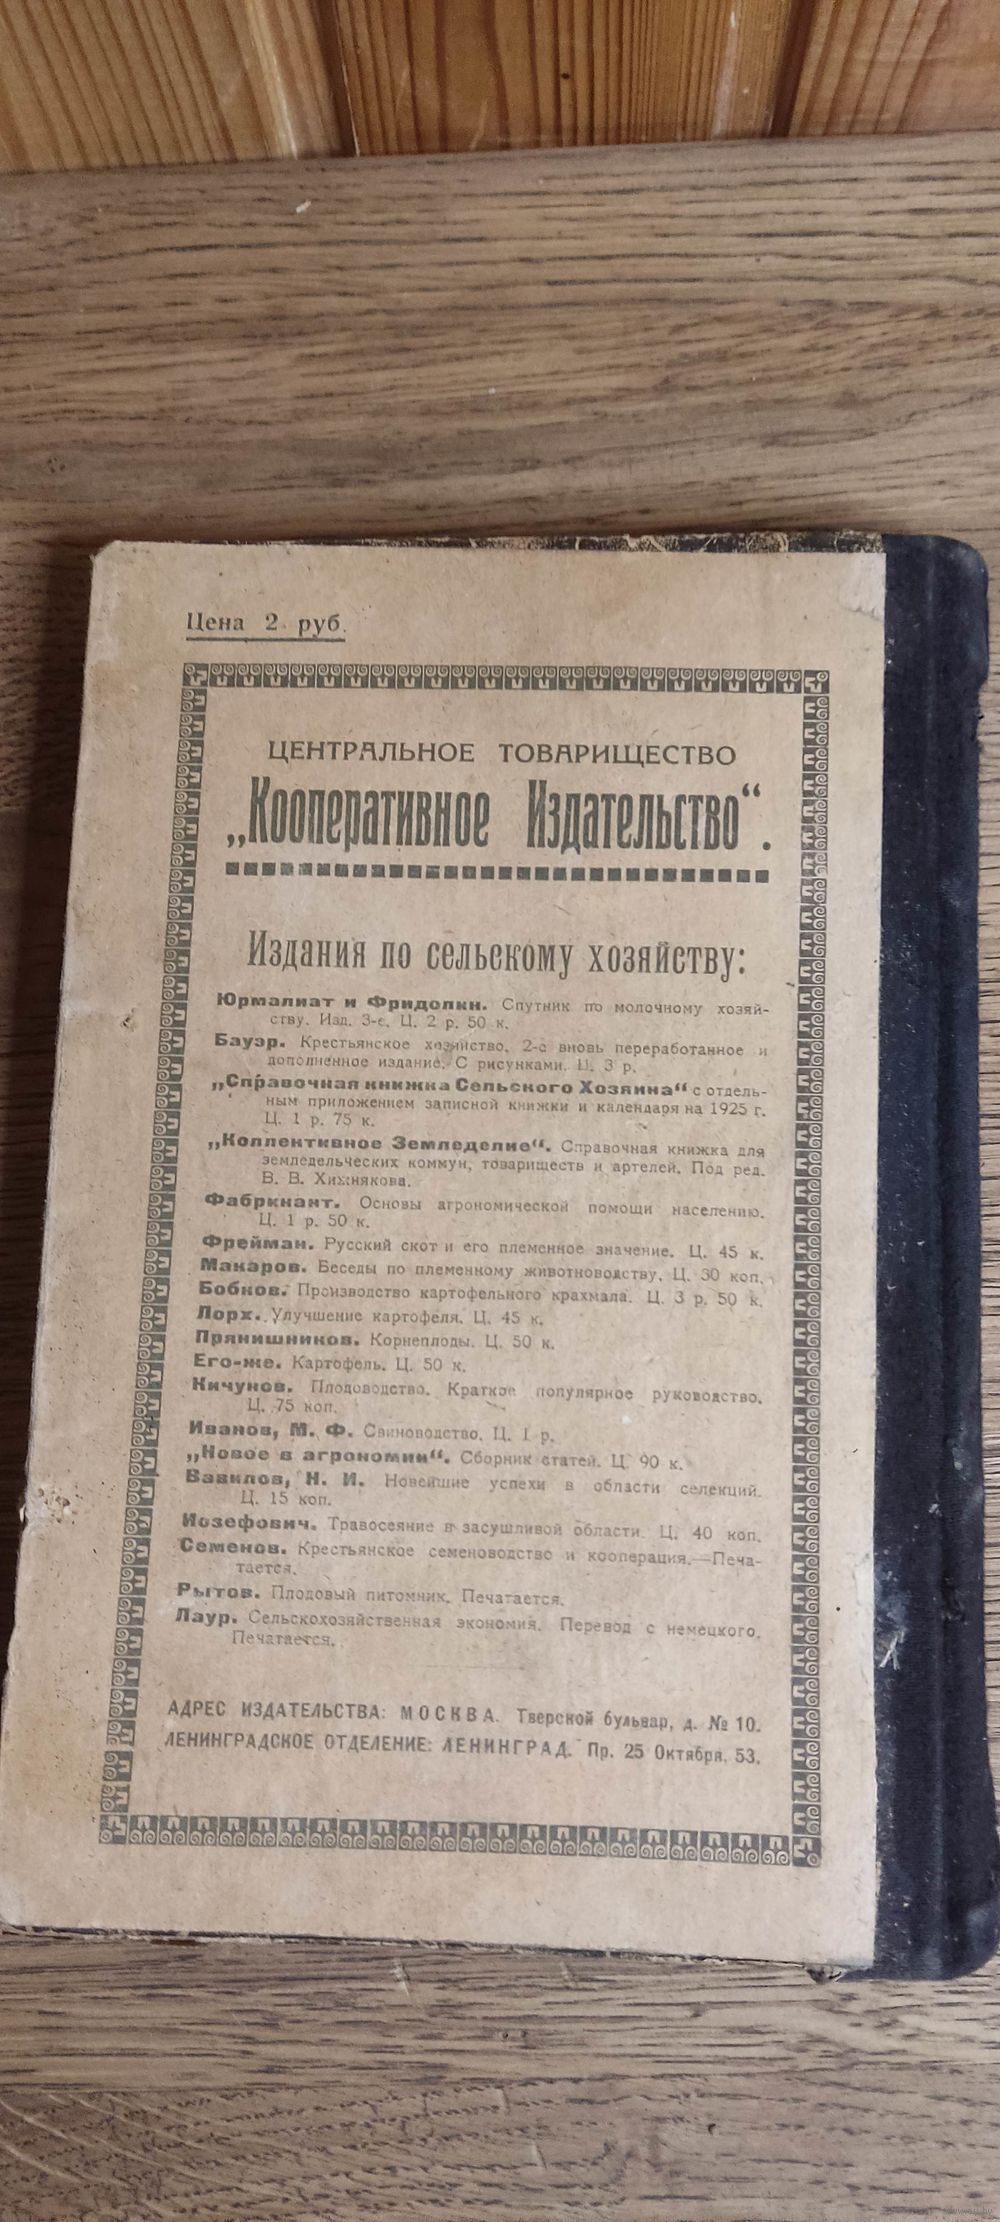 Цена 2 руб.
ЦЕНТРАЛЬНОЕ ТОВАРИЩЕСТВО
„Кооперативное Издательство“.
Издания по сельскому хозяйству:
Юрмалиат и Фридолин. Спутник по молочному хозяй-
ству. Изд. 3-е. Ц. 2 р. 50 к.
Бауэр. Крестьянское хозяйство. 2-е вновь переработанное и
дополненное издание. С рисунками. Ц. 3 р.
„Справочная книжка Сельского Хозяина“ с отдель-
ным приложением записной книжки и календаря на 1925 г.
Ц. 1 р. 75 к.
„Коллективное Земледелие“. Справочная книжка для
земледельческих коммун, товариществ и артелей. Под ред.
В. В. Хижнякова.
Фабрикант. Основы агрономической помощи населению.
Ц. 1 р. 50 к.
Фрейман. Русский скот и его племенное значение. Ц. 45 к.
Макаров. Беседы по племенному животноводству. Ц. 30 коп.
Бобков. Производство картофельного крахмала. Ц. 3 р. 50 к.
Лорх. Улучшение картофеля. Ц. 45 к.
Прянишников. Корнеплоды. Ц. 50 к.
Его-же. Картофель. Ц. 50 к.
Кичунов. Плодоводство. Краткое популярное руководство.
Ц. 75 коп.
Иванов, М. Ф. Свиноводство. Ц. 1 р.
„Новое в агрономии“. Сборник статей. Ц. 90 к.
Вавилов, Н. И. Новейшие успехи в области селекций.
Ц. 15 коп.
Иозефович. Травосеяние в засушливой области. Ц. 40 коп.
Семенов. Крестьянское семеноводство и кооперация.—Печа-
тается.
Рытов. Плодовый питомник. Печатается.
Лаур. Сельскохозяйственная экономия. Перевод с немецкого.
Печатается.
АДРЕС ИЗДАТЕЛЬСТВА: МОСКВА. Тверской бульвар, д. № 10.
ЛЕНИНГРАДСКОЕ ОТДЕЛЕНИЕ: ЛЕНИНГРАД. Пр. 25 Октября, 53.